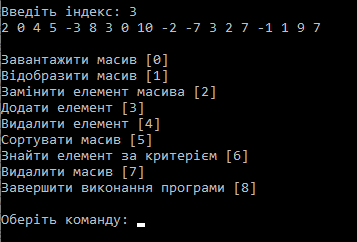 Введіть індекс: 3
2 0 4 5 -3 8 3 0 10 -2 -7 3 2 7 -1 1 9 7
Завантажити масив [0]
Відобразити масив [1]
Замінити елемент масива [2]
Додати елемент [3]
Видалити елемент [4]
Сортувати масив [5]
Знайти елемент за критерієм [6]
Видалити масив [7]
Завершити виконання програми [8]
Оберіть команду: